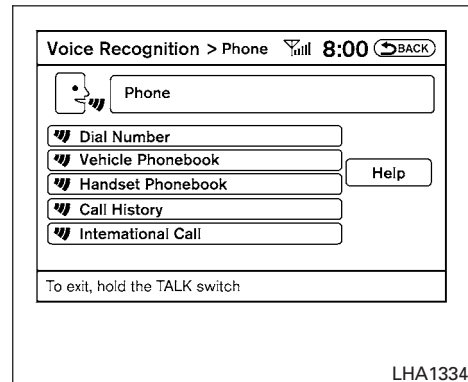 Voice Recognition > Phone 8:00 BACK
Phone
Dial Number
Vehicle Phonebook
Help
Handset Phonebook
Call History
International Call
To exit, hold the TALK switch
LHA1334